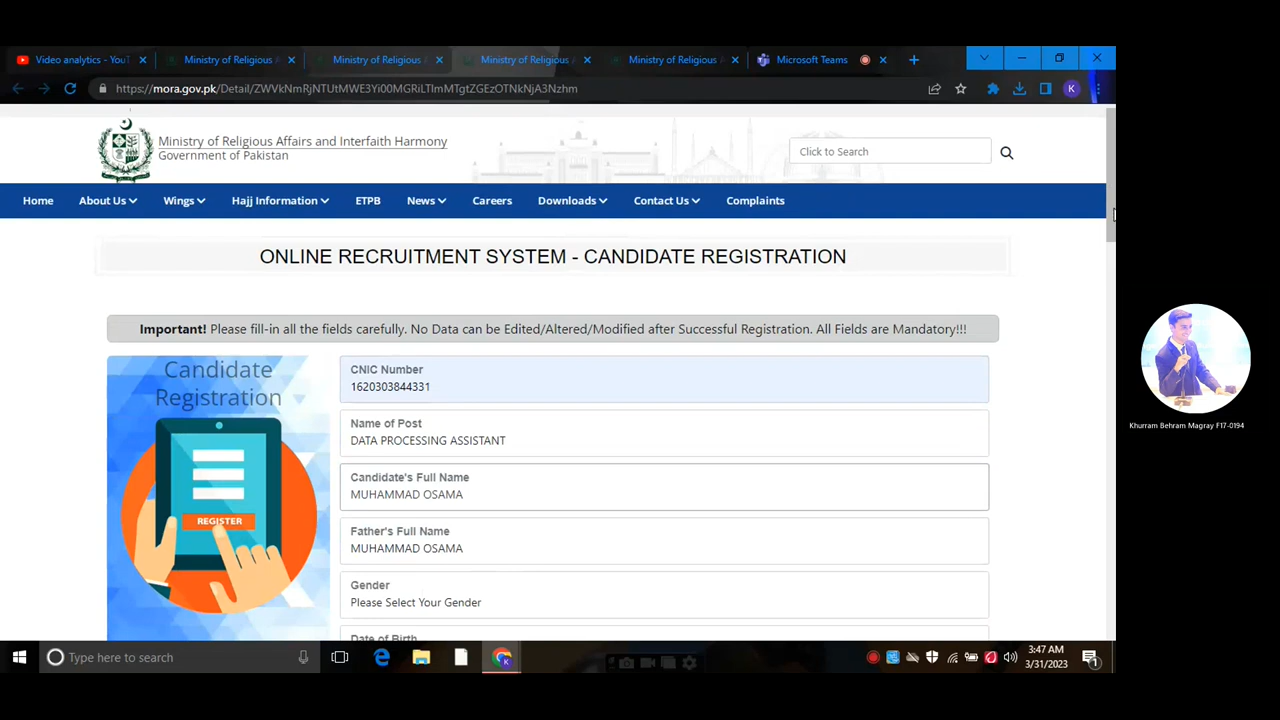 Video analytics - YouT
Ministry of Religious A
Ministry of Religious A
Ministry of Religious A
Ministry of Religious A
Microsoft Teams
https://mora.gov.pk/Detail/ZWVkNmRjNTUtMWE3Yi00MGRiLTlmMTgtZGEzOTNkNjA3Nzhm
K
Ministry of Religious Affairs and Interfaith Harmony
Government of Pakistan
Click to Search
Home About Us Wings Hajj Information ETPB News Careers Downloads Contact Us Complaints
ONLINE RECRUITMENT SYSTEM - CANDIDATE REGISTRATION
Important! Please fill-in all the fields carefully. No Data can be Edited/Altered/Modified after Successful Registration. All Fields are Mandatory!!!
Candidate
Registration
REGISTER
CNIC Number
1620303844331
Name of Post
DATA PROCESSING ASSISTANT
Candidate's Full Name
MUHAMMAD OSAMA
Father's Full Name
MUHAMMAD OSAMA
Gender
Please Select Your Gender
Date of Birth
Khurram Behram Magray F17-0194
Type here to search
3:47 AM
3/31/2023
1